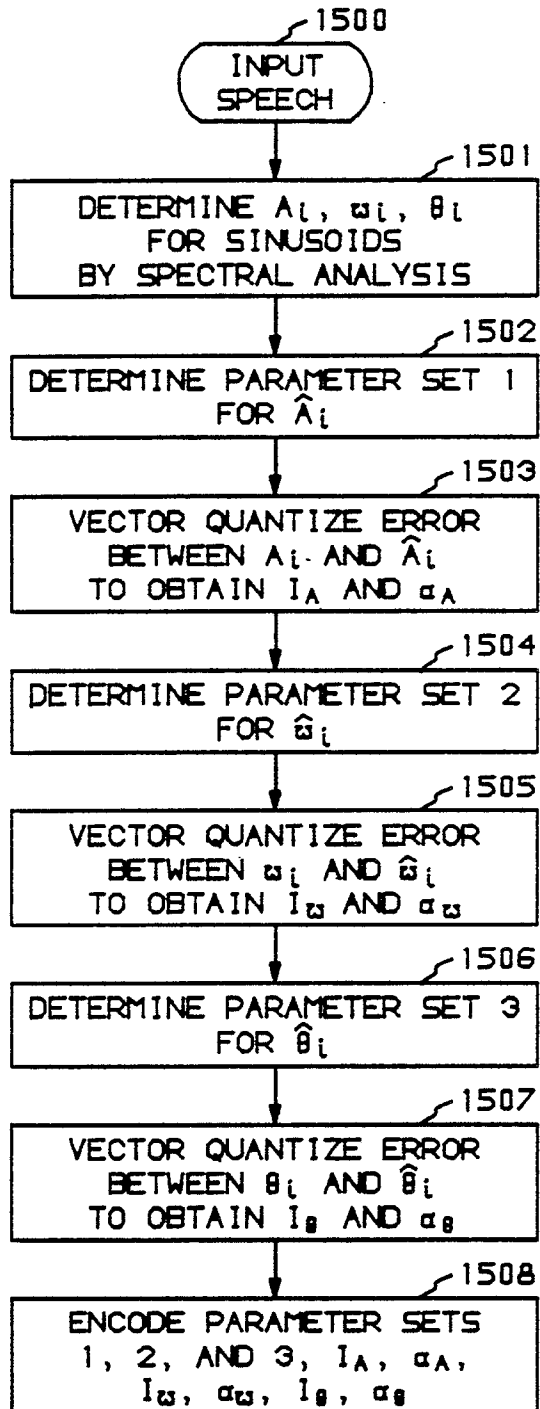 1500
INPUT
SPEECH
1501
DETERMINE Aᵢ, ϖᵢ, θᵢ
FOR SINUSOIDS
BY SPECTRAL ANALYSIS
1502
DETERMINE PARAMETER SET 1
FOR Âᵢ
1503
VECTOR QUANTIZE ERROR
BETWEEN Aᵢ AND Âᵢ
TO OBTAIN I_A AND α_A
1504
DETERMINE PARAMETER SET 2
FOR ϖ̂ᵢ
1505
VECTOR QUANTIZE ERROR
BETWEEN ϖᵢ AND ϖ̂ᵢ
TO OBTAIN I_ϖ AND α_ϖ
1506
DETERMINE PARAMETER SET 3
FOR θ̂ᵢ
1507
VECTOR QUANTIZE ERROR
BETWEEN θᵢ AND θ̂ᵢ
TO OBTAIN I_θ AND α_θ
1508
ENCODE PARAMETER SETS
1, 2, AND 3, I_A, α_A,
I_ϖ, α_ϖ, I_θ, α_θ